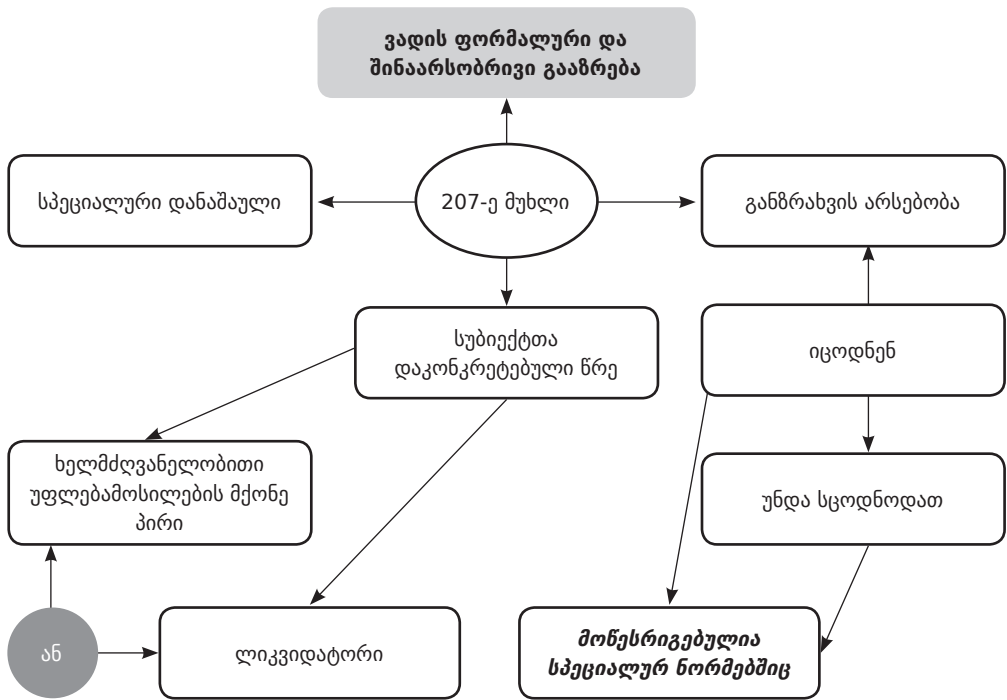 ვადის ფორმალური და
შინაარსობრივი გააზრება
სპეციალური დანაშაული
207-ე მუხლი
განზრახვის არსებობა
სუბიექტთა
დაკონკრეტებული წრე
იცოდნენ
ხელმძღვანელობითი
უფლებამოსილების მქონე
პირი
უნდა სცოდნოდათ
ან
ლიკვიდატორი
მოწესრიგებულია
სპეციალურ ნორმებშიც